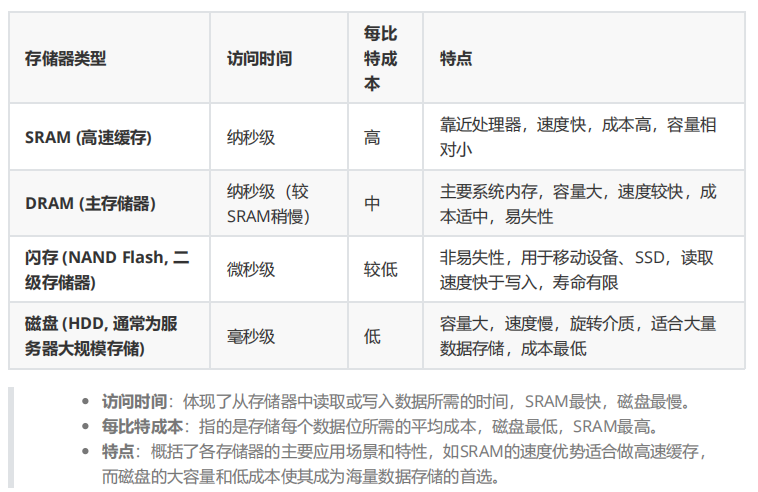 存储器类型 访问时间 每比特成本 特点
SRAM (高速缓存) 纳秒级 高 靠近处理器，速度快，成本高，容量相对小
DRAM (主存储器) 纳秒级（较SRAM稍慢） 中 主要系统内存，容量大，速度较快，成本适中，易失性
闪存 (NAND Flash, 二级存储器) 微秒级 较低 非易失性，用于移动设备、SSD，读取速度快于写入，寿命有限
磁盘 (HDD, 通常为服务器大规模存储) 毫秒级 低 容量大，速度慢，旋转介质，适合大量数据存储，成本最低
• 访问时间：体现了从存储器中读取或写入数据所需的时间，SRAM最快，磁盘最慢。
• 每比特成本：指的是存储每个数据位所需的平均成本，磁盘最低，SRAM最高。
• 特点：概括了各存储器的主要应用场景和特性，如SRAM的速度优势适合做高速缓存，
而磁盘的大容量和低成本使其成为海量数据存储的首选。